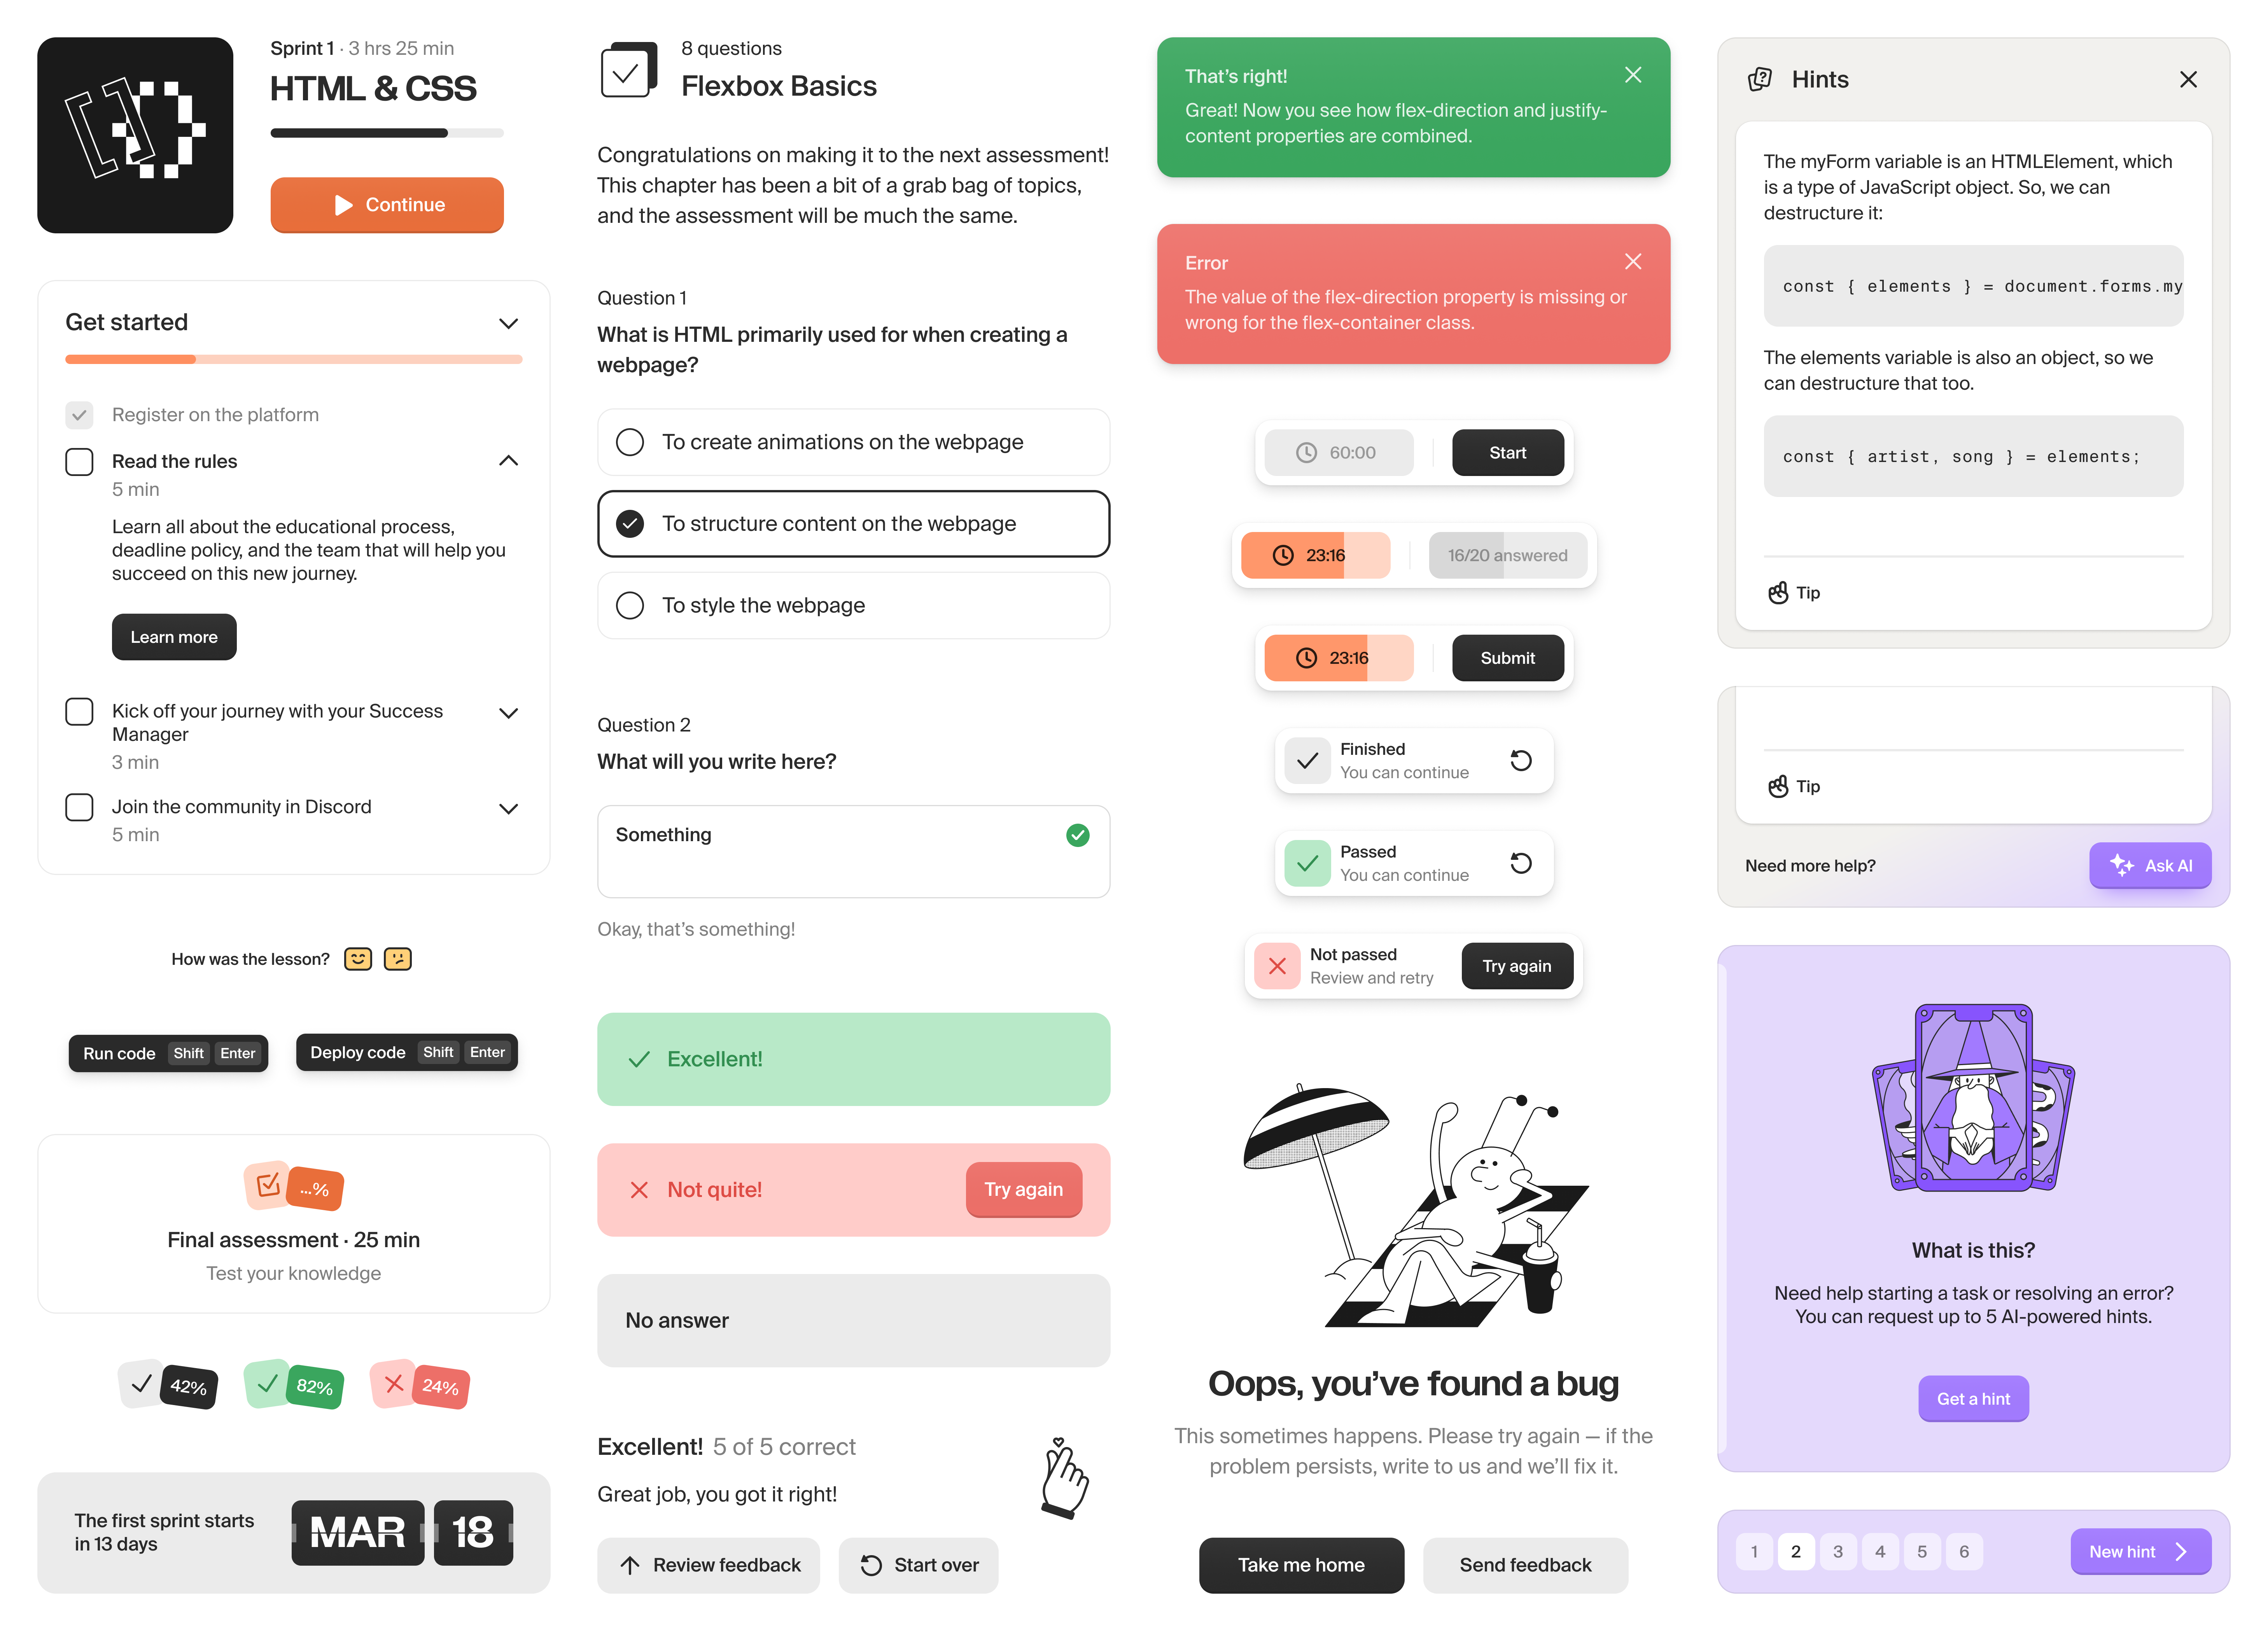 Sprint 1 · 3 hrs 25 min
HTML & CSS
Continue
Get started
Register on the platform
Read the rules
5 min
Learn all about the educational process,
deadline policy, and the team that will help you
succeed on this new journey.
Learn more
Kick off your journey with your Success
Manager
3 min
Join the community in Discord
5 min
How was the lesson?
Run code Shift Enter
Deploy code Shift Enter
...%
Final assessment · 25 min
Test your knowledge
42%
82%
24%
The first sprint starts
in 13 days
MAR 18
8 questions
Flexbox Basics
Congratulations on making it to the next assessment!
This chapter has been a bit of a grab bag of topics,
and the assessment will be much the same.
Question 1
What is HTML primarily used for when creating a
webpage?
To create animations on the webpage
To structure content on the webpage
To style the webpage
Question 2
What will you write here?
Something
Okay, that’s something!
Excellent!
Not quite!
Try again
No answer
Excellent! 5 of 5 correct
Great job, you got it right!
Review feedback
Start over
That’s right!
Great! Now you see how flex-direction and justify-
content properties are combined.
Error
The value of the flex-direction property is missing or
wrong for the flex-container class.
60:00
Start
23:16
16/20 answered
23:16
Submit
Finished
You can continue
Passed
You can continue
Not passed
Review and retry
Try again
Oops, you’ve found a bug
This sometimes happens. Please try again — if the
problem persists, write to us and we’ll fix it.
Take me home
Send feedback
Hints
The myForm variable is an HTMLElement, which
is a type of JavaScript object. So, we can
destructure it:
const { elements } = document.forms.my
The elements variable is also an object, so we
can destructure that too.
const { artist, song } = elements;
Tip
Tip
Need more help?
Ask AI
What is this?
Need help starting a task or resolving an error?
You can request up to 5 AI-powered hints.
Get a hint
1 2 3 4 5 6
New hint